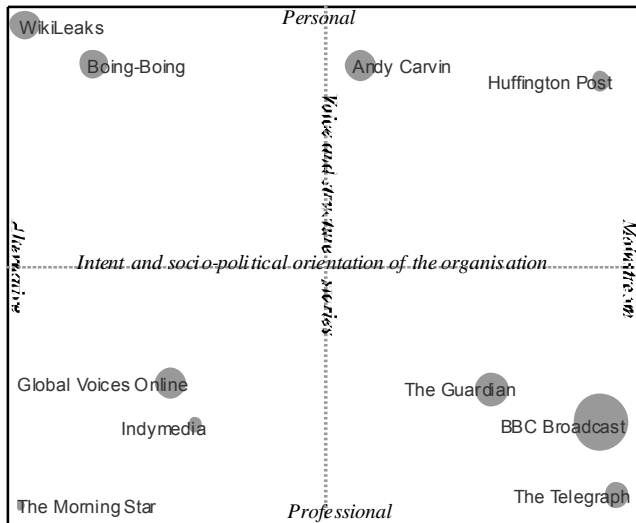 Personal
WikiLeaks
Boing-Boing
Andy Carvin
Huffington Post
Voice and structure
stories
Alternative
Mainstream
Intent and socio-political orientation of the organisation
Global Voices Online
The Guardian
Indymedia
BBC Broadcast
The Telegraph
The Morning Star
Professional